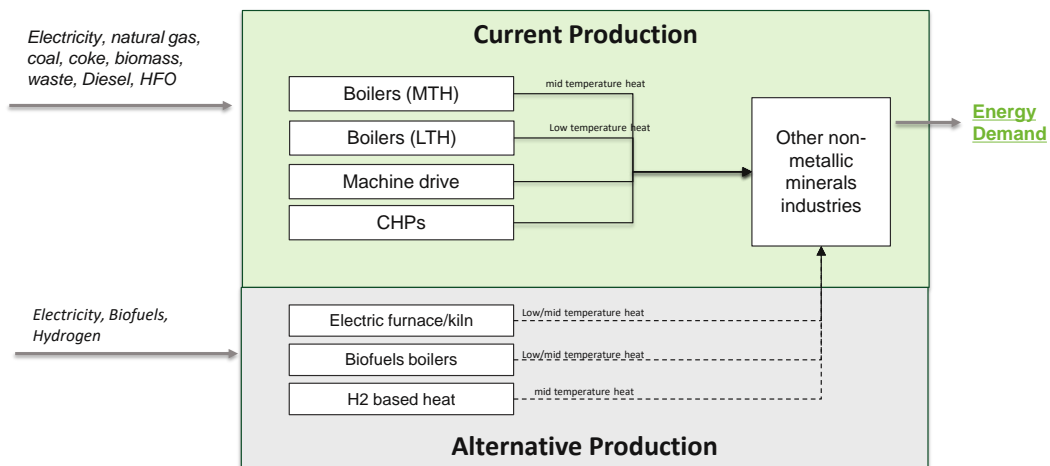 Current Production
Electricity, natural gas,
coal, coke, biomass,
waste, Diesel, HFO
Boilers (MTH)
mid temperature heat
Boilers (LTH)
Low temperature heat
Machine drive
CHPs
Other non-
metallic
minerals
industries
Energy
Demand
Electricity, Biofuels,
Hydrogen
Electric furnace/kiln
Low/mid temperature heat
Biofuels boilers
Low/mid temperature heat
H2 based heat
mid temperature heat
Alternative Production